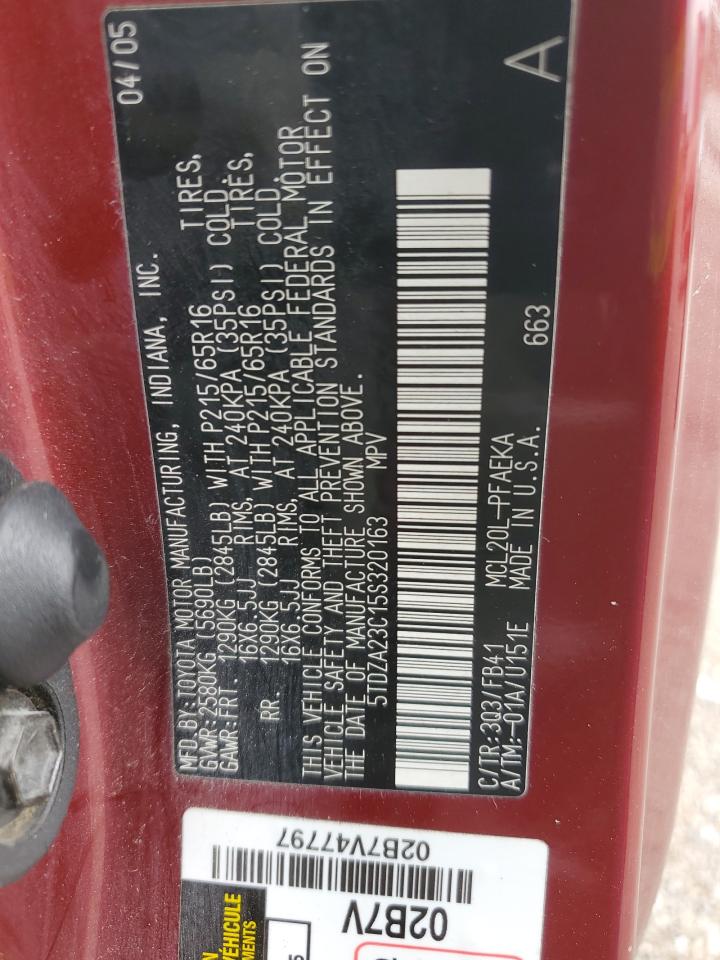 MFD.BY:TOYOTA MOTOR MANUFACTURING, INDIANA, INC. 04/05
GVWR:2580KG(5690LB)
GAWR:FRT. 1290KG (2845LB) WITH P215/65R16 TIRES,
16X6.5JJ RIMS, AT 240KPA (35PSI) COLD.
RR. 1290KG (2845LB) WITH P215/65R16 TIRES,
16X6.5JJ RIMS, AT 240KPA (35PSI) COLD.
THIS VEHICLE CONFORMS TO ALL APPLICABLE FEDERAL MOTOR
VEHICLE SAFETY AND THEFT PREVENTION STANDARDS IN EFFECT ON
THE DATE OF MANUFACTURE SHOWN ABOVE.
5TDZA23C15S320163 MPV
C/TR:3Q3/FB41 MCL20L-PFAEKA 663 A
A/TM:-01A/U151E MADE IN U.S.A.
02B7V47797
02B7V